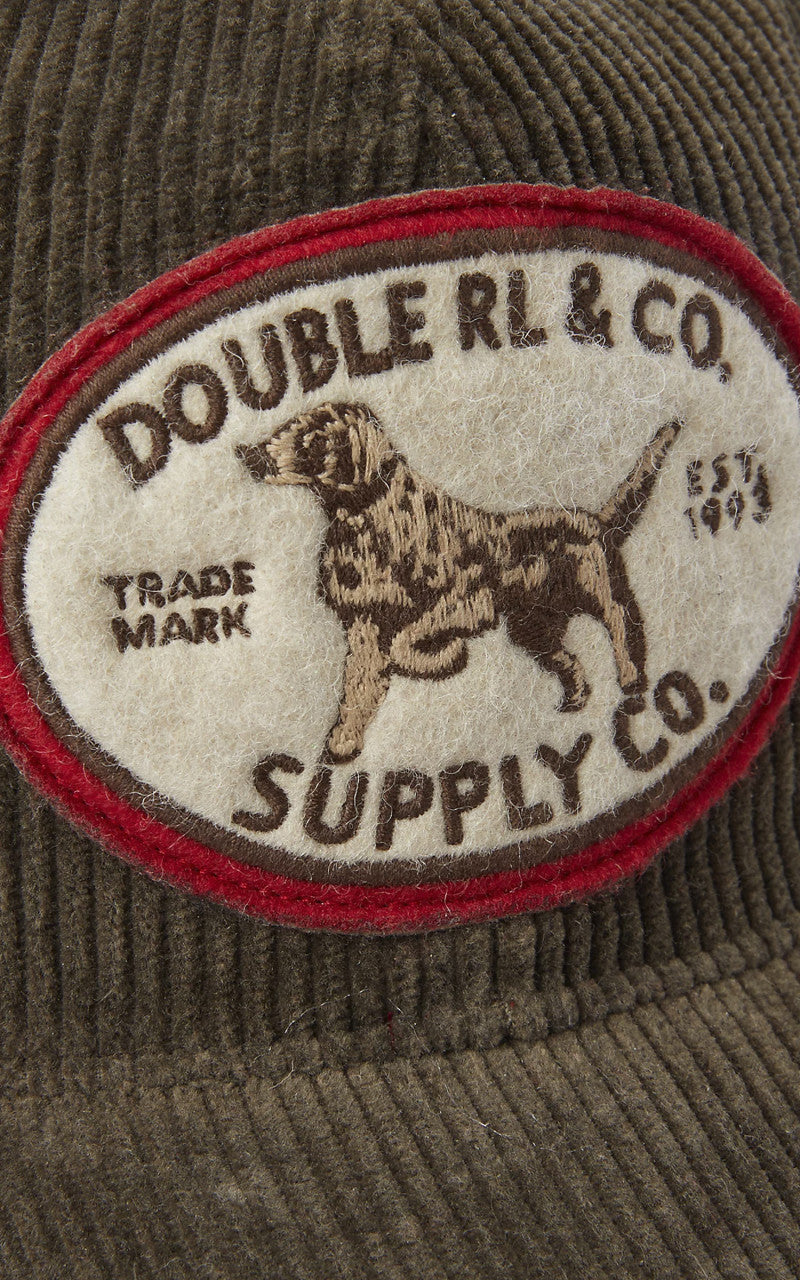 DOUBLE RL & CO.
EST.
1993
TRADE
MARK
SUPPLY CO.